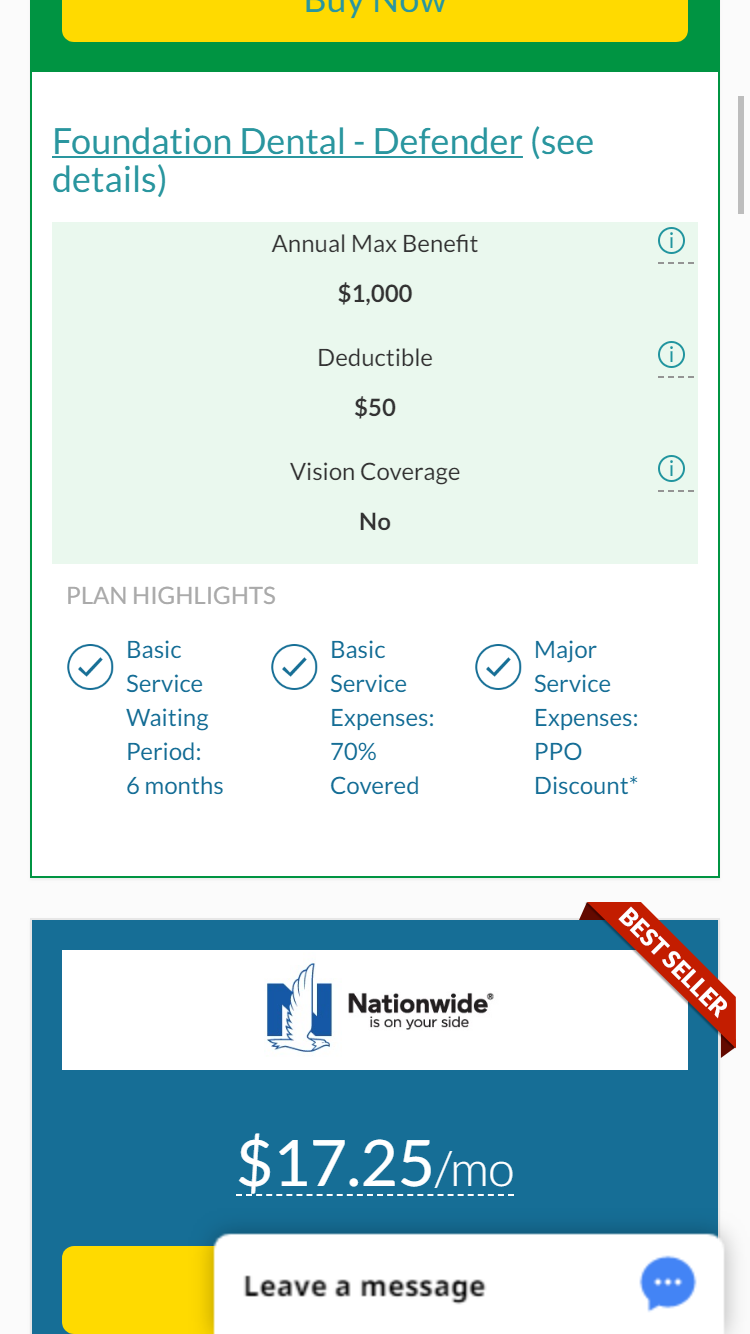 Buy Now
Foundation Dental - Defender (see
details)
Annual Max Benefit
$1,000
Deductible
$50
Vision Coverage
No
PLAN HIGHLIGHTS
Basic
Service
Waiting
Period:
6 months
Basic
Service
Expenses:
70%
Covered
Major
Service
Expenses:
PPO
Discount*
BEST SELLER
Nationwide®
is on your side
$17.25/mo
Leave a message